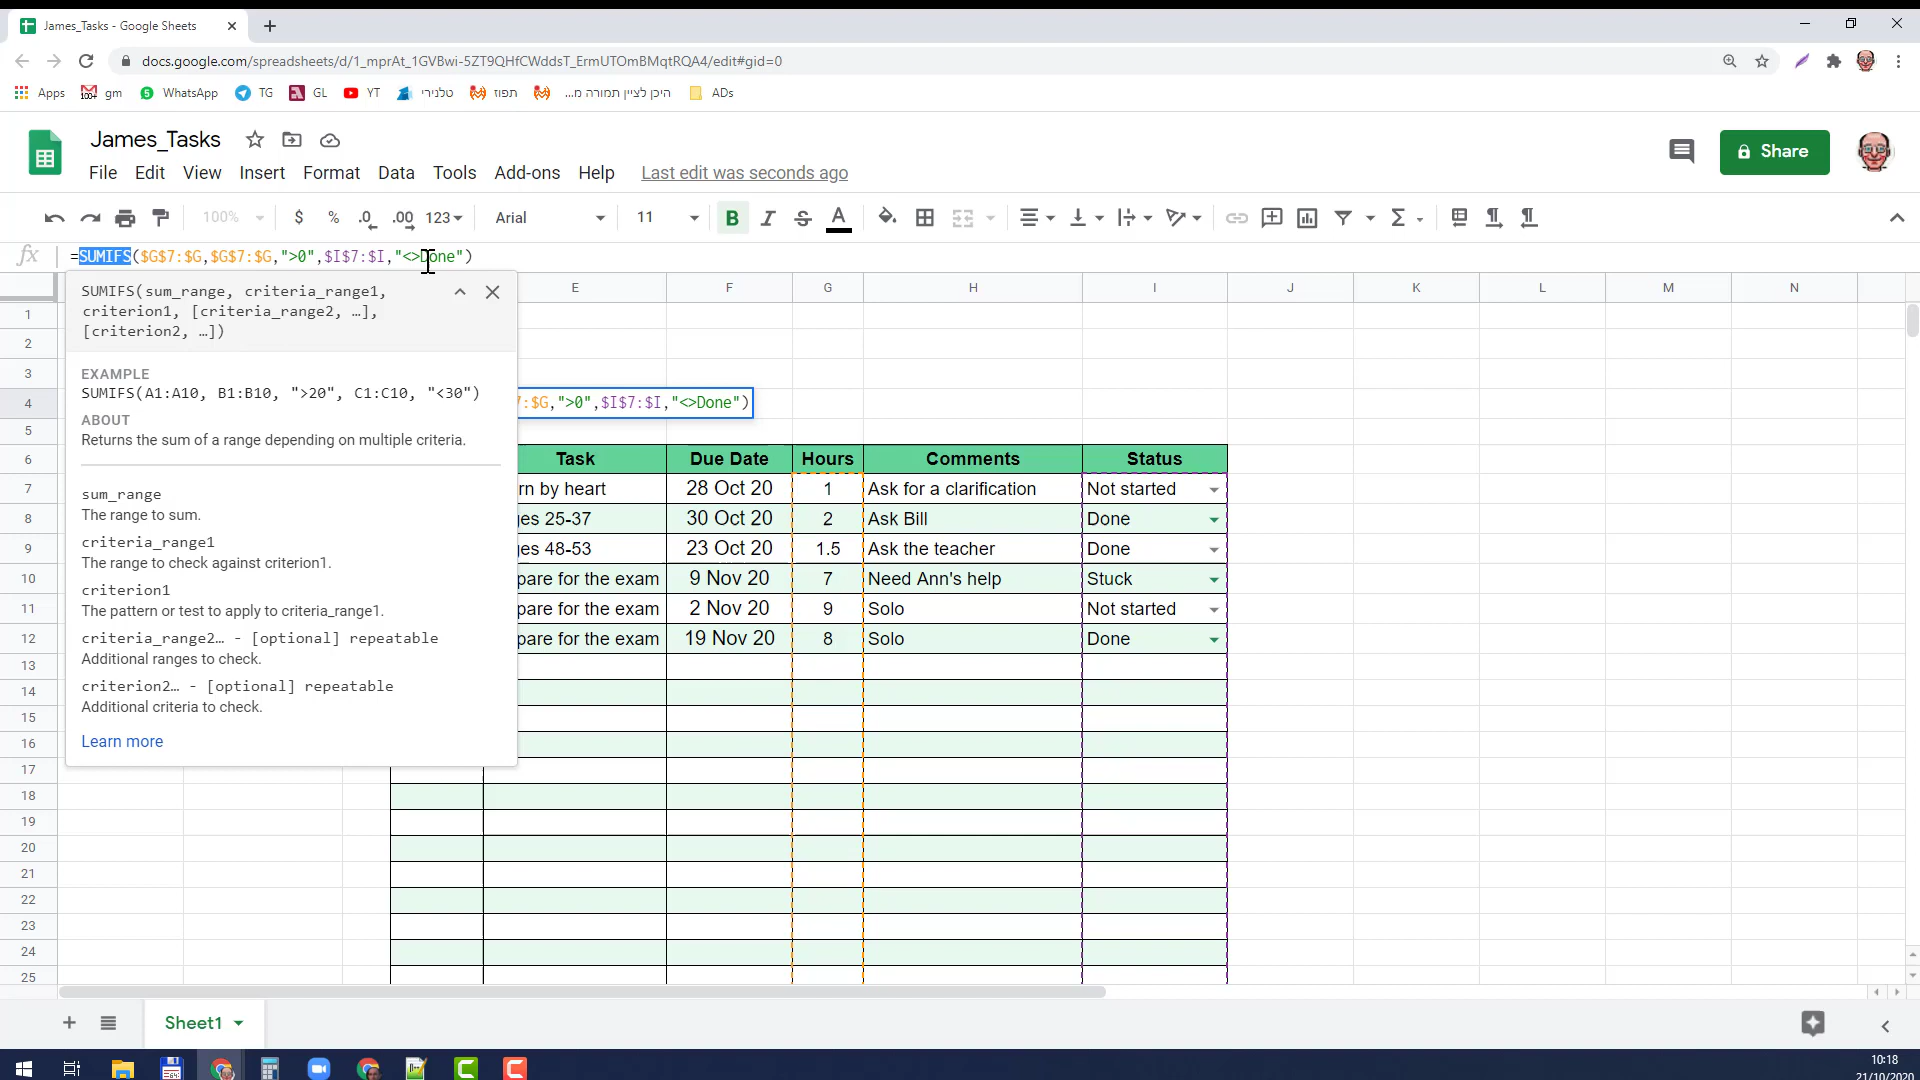 James_Tasks - Google Sheets
docs.google.com/spreadsheets/d/1_mprAt_1GVBwi-5ZT9QHfCWddsT_ErmUTOmBMqtRQA4/edit#gid=0
Apps gm WhatsApp TG GL YT טלנירי תפוז היכן לציין תמורה מ... ADs
James_Tasks
Share
File Edit View Insert Format Data Tools Add-ons Help Last edit was seconds ago
100% $ % .0 .00 123 Arial 11 B I S A
fx =SUMIFS($G$7:$G,$G$7:$G,">0",$I$7:$I,"<>Done")
SUMIFS(sum_range, criteria_range1,
criterion1, [criteria_range2, …],
[criterion2, …])
EXAMPLE
SUMIFS(A1:A10, B1:B10, ">20", C1:C10, "<30")
ABOUT
Returns the sum of a range depending on multiple criteria.
sum_range
The range to sum.
criteria_range1
The range to check against criterion1.
criterion1
The pattern or test to apply to criteria_range1.
criteria_range2… - [optional] repeatable
Additional ranges to check.
criterion2… - [optional] repeatable
Additional criteria to check.
Learn more
E F G H I J K L M N
1
2
3
4 7:$G,">0",$I$7:$I,"<>Done")
5
6 Task Due Date Hours Comments Status
7 rn by heart 28 Oct 20 1 Ask for a clarification Not started
8 ges 25-37 30 Oct 20 2 Ask Bill Done
9 ges 48-53 23 Oct 20 1.5 Ask the teacher Done
10 pare for the exam 9 Nov 20 7 Need Ann's help Stuck
11 pare for the exam 2 Nov 20 9 Solo Not started
12 pare for the exam 19 Nov 20 8 Solo Done
13
14
15
16
17
18
19
20
21
22
23
24
25
Sheet1
10:18
21/10/2020